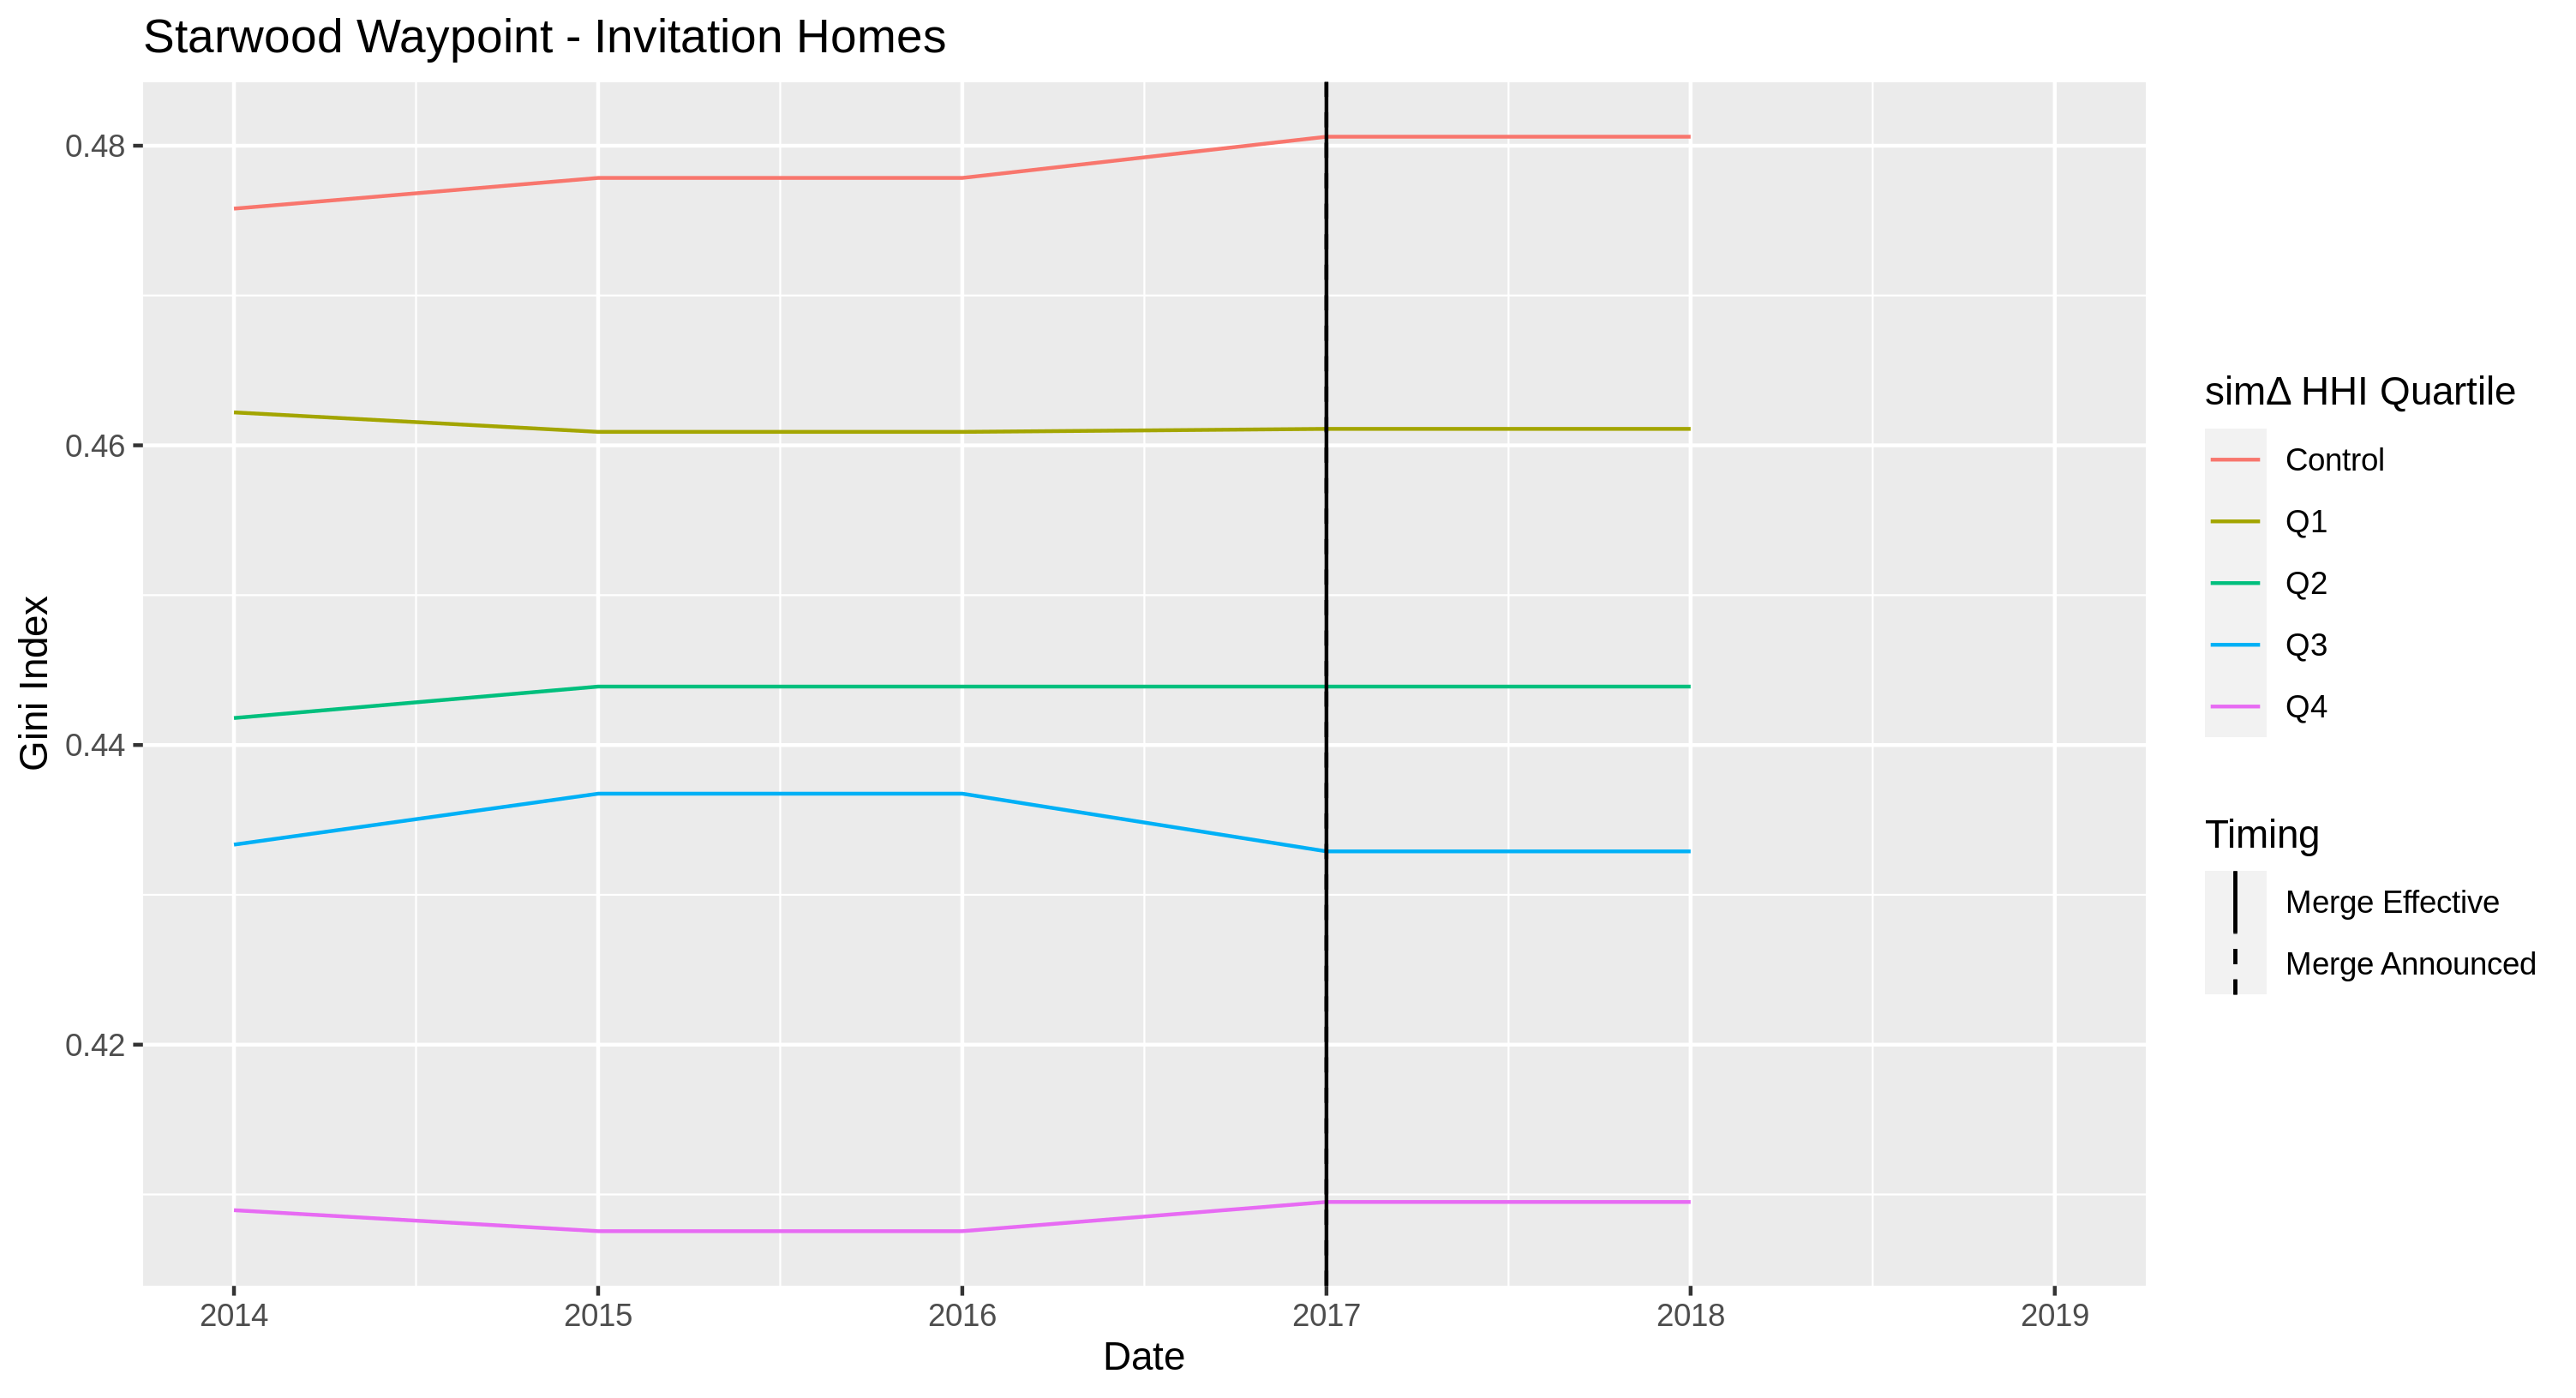 Starwood Waypoint - Invitation Homes
Gini Index
0.48
0.46
0.44
0.42
2014 2015 2016 2017 2018 2019
Date
simΔ HHI Quartile
Control
Q1
Q2
Q3
Q4
Timing
Merge Effective
Merge Announced